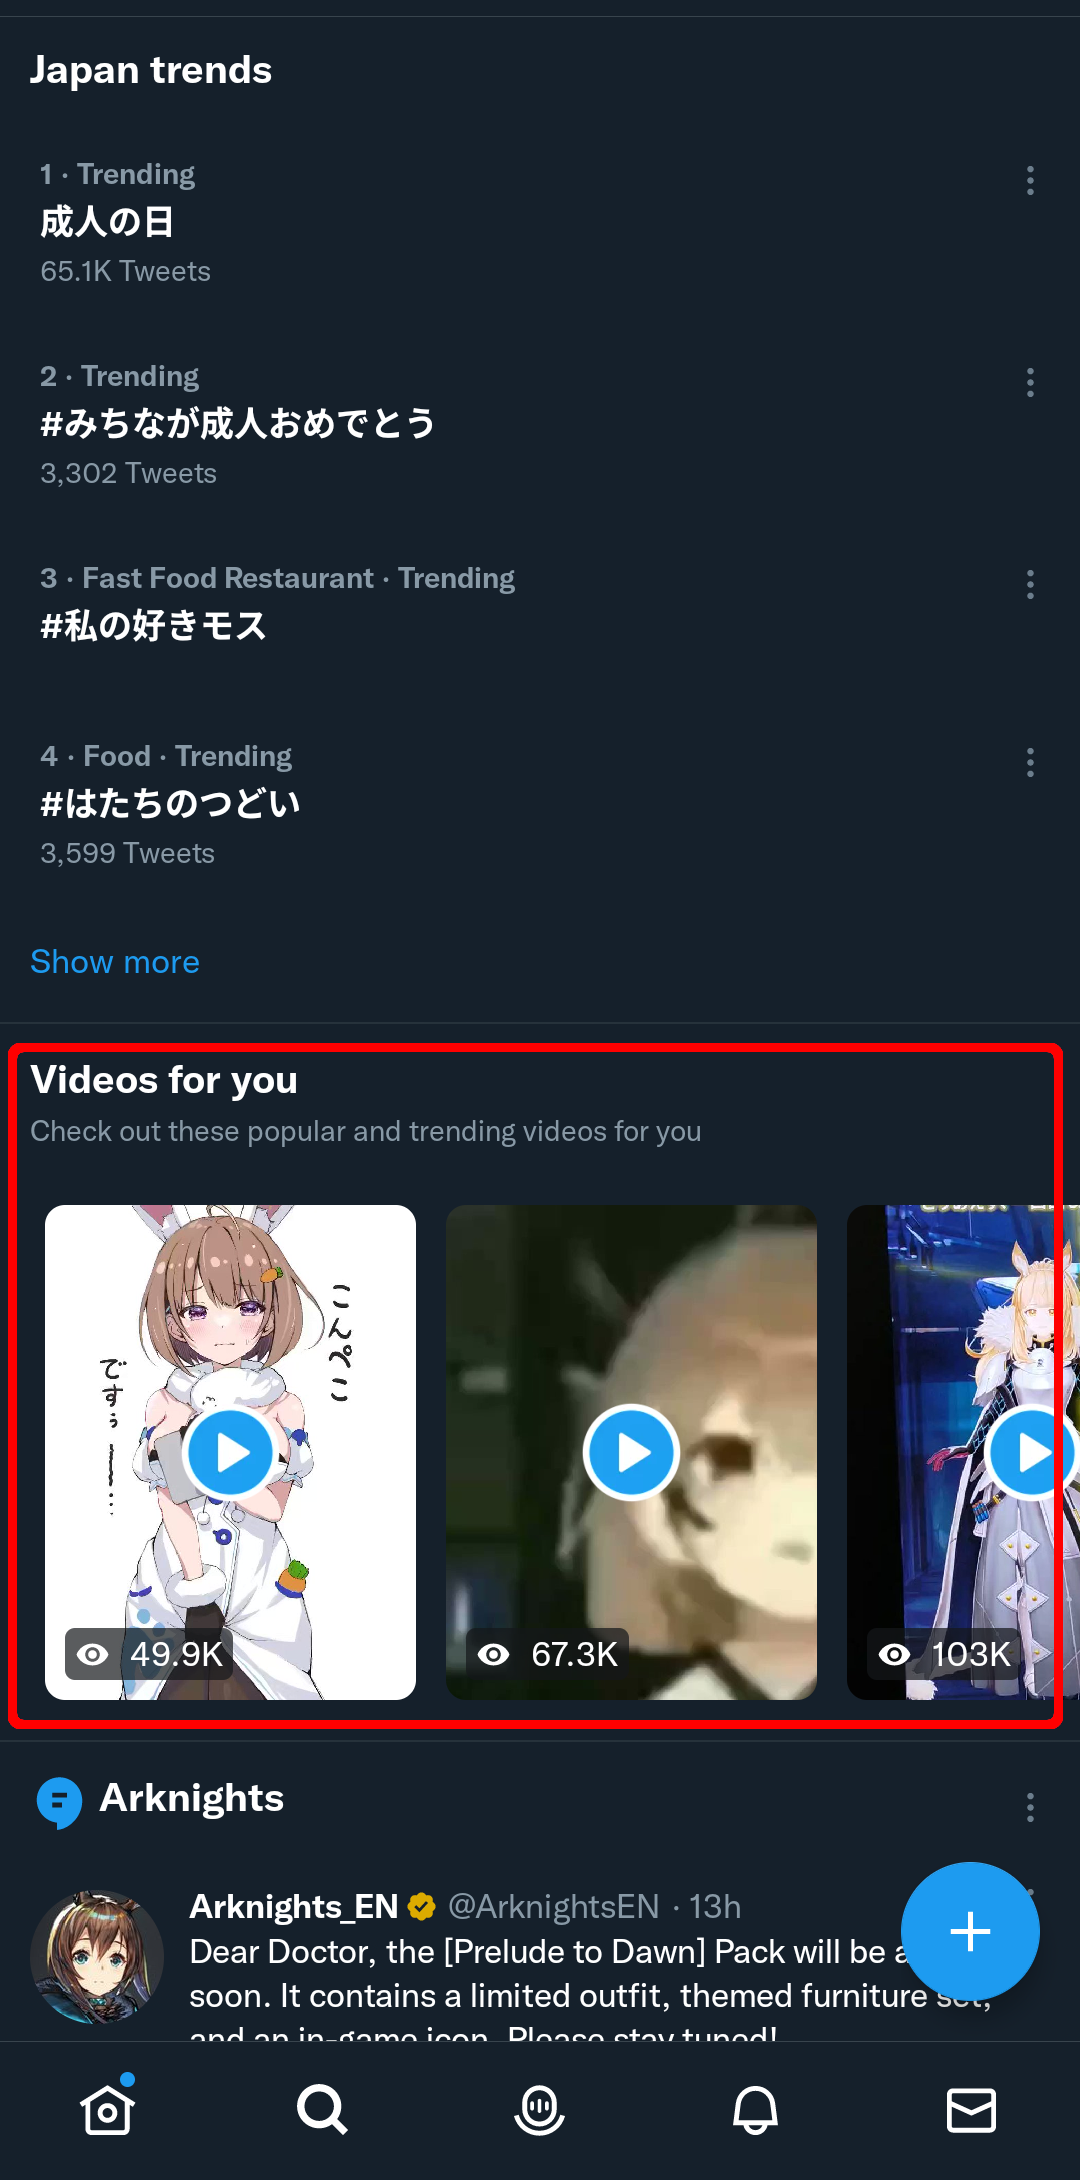 Japan trends
1 · Trending
成人の日
65.1K Tweets
2 · Trending
#みちなが成人おめでとう
3,302 Tweets
3 · Fast Food Restaurant · Trending
#私の好きモス
4 · Food · Trending
#はたちのつどい
3,599 Tweets
Show more
Videos for you
Check out these popular and trending videos for you
こんぺこ
ですぅー…
49.9K
67.3K
103K
Arknights
Arknights_EN @ArknightsEN · 13h
Dear Doctor, the [Prelude to Dawn] Pack will be a
soon. It contains a limited outfit, themed furniture set,
and an in-game icon. Please stay tuned!